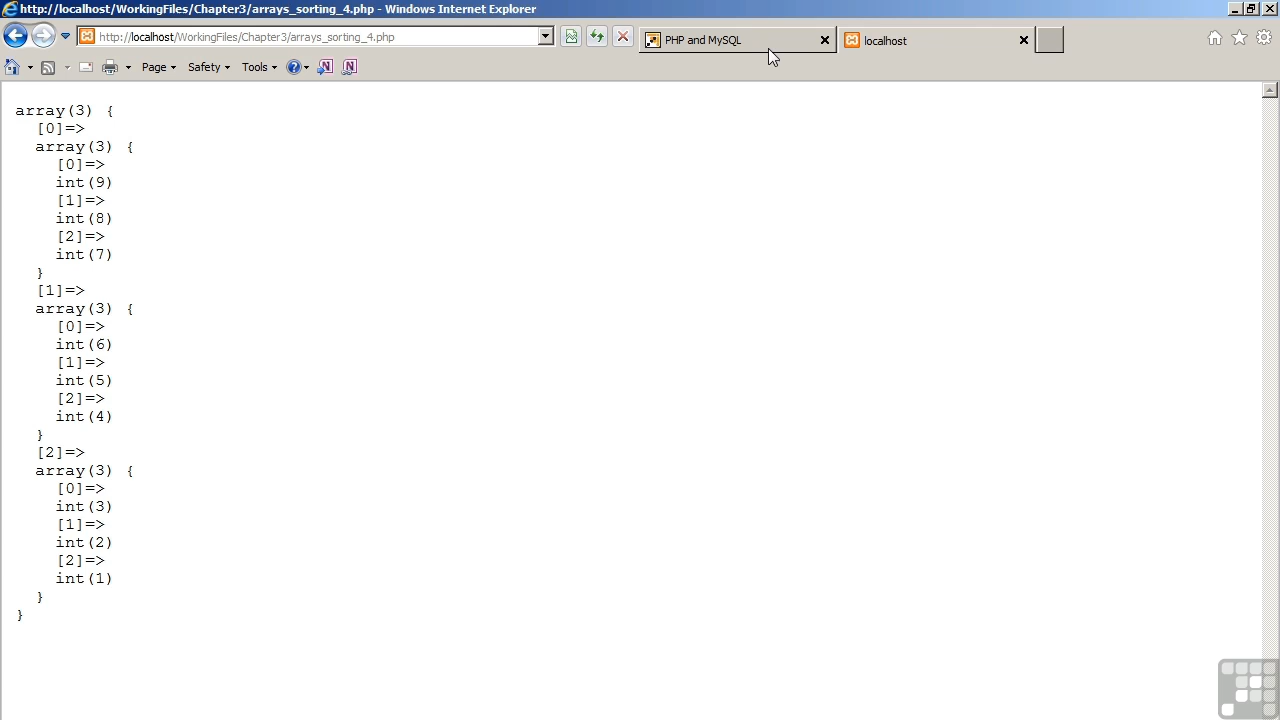 http://localhost/WorkingFiles/Chapter3/arrays_sorting_4.php - Windows Internet Explorer
http://localhost/WorkingFiles/Chapter3/arrays_sorting_4.php
PHP and MySQL
localhost
Page Safety Tools
array(3) {
  [0]=>
  array(3) {
    [0]=>
    int(9)
    [1]=>
    int(8)
    [2]=>
    int(7)
  }
  [1]=>
  array(3) {
    [0]=>
    int(6)
    [1]=>
    int(5)
    [2]=>
    int(4)
  }
  [2]=>
  array(3) {
    [0]=>
    int(3)
    [1]=>
    int(2)
    [2]=>
    int(1)
  }
}